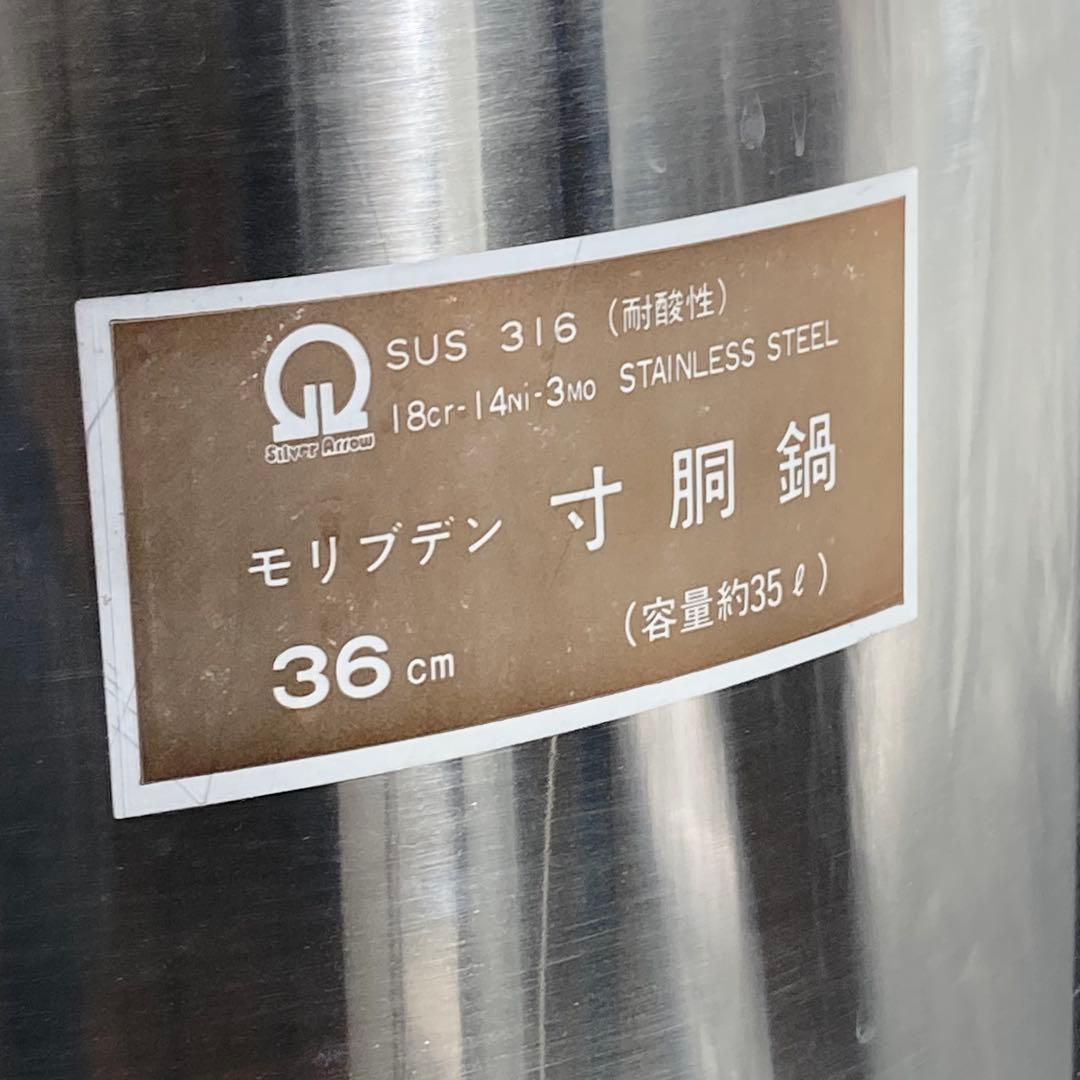 SUS 316 (耐酸性)
18Cr-14Ni-3Mo STAINLESS STEEL
Silver Arrow
モリブデン 寸胴鍋
36cm (容量約35ℓ)